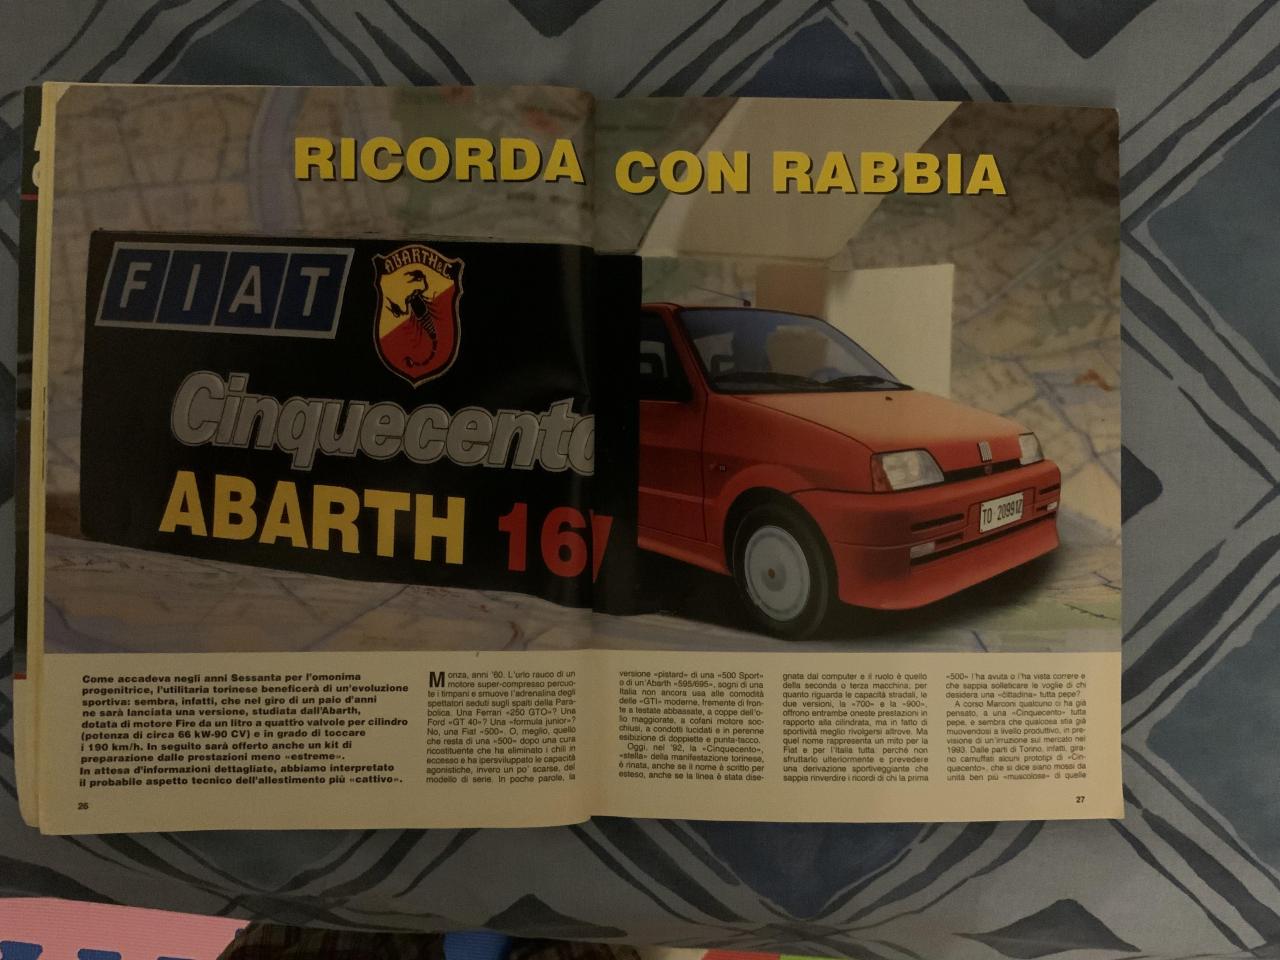 RICORDA CON RABBIA
FIAT
ABARTH & C.
Cinquecento
ABARTH 16V
TO 20991Z
Come accadeva negli anni Sessanta per l'omonima
progenitrice, l'utilitaria torinese beneficerà di un'evoluzione
sportiva: sembra, infatti, che nel giro di un paio d'anni
ne sarà lanciata una versione, studiata dall'Abarth,
dotata di motore Fire da un litro a quattro valvole per cilindro
(potenza di circa 66 kW-90 CV) e in grado di toccare
i 190 km/h. In seguito sarà offerto anche un kit di
preparazione dalle prestazioni meno «estreme».
In attesa d'informazioni dettagliate, abbiamo interpretato
il probabile aspetto tecnico dell'allestimento più «cattivo».
Monza, anni '60. L'urlo rauco di un
motore super-compresso percuo-
te i timpani e smuove l'adrenalina degli
spettatori seduti sugli spalti della Para-
bolica. Una Ferrari «250 GTO»? Una
Ford «GT 40»? Una «formula junior»?
No, una Fiat «500». O, meglio, quello
che resta di una «500» dopo una cura
ricostituente che ha eliminato i chili in
eccesso e ha ipersviluppato le capacità
agonistiche, invero un po' scarse, del
modello di serie. In poche parole, la
versione «pistard» di una «500 Sport»
o di un'Abarth «595/695», sogni di una
Italia non ancora usa alle comodità
delle «GTI» moderne, fremente di fron-
te a testate abbassate, a coppe dell'o-
lio maggiorate, a cofani motore soc-
chiusi, a condotti lucidati e in perenne
esibizione di doppiette e punta-tacco.
Oggi, nel '92, la «Cinquecento»,
«stella» della manifestazione torinese,
è rinata, anche se il nome è scritto per
esteso, anche se la linea è stata dise-
gnata dal computer e il ruolo è quello
della seconda o terza macchina, per
quanto riguarda le capacità stradali, le
due versioni, la «700» e la «900»,
offrono entrambe oneste prestazioni in
rapporto alla cilindrata, ma in fatto di
sportività meglio rivolgersi altrove. Ma
quel nome rappresenta un mito per la
Fiat e per l'Italia tutta: perché non
sfruttarlo ulteriormente e prevedere
una derivazione sportiveggiante che
sappia rinverdire i ricordi di chi la prima
«500» l'ha avuta o l'ha vista correre e
che sappia solleticare le voglie di chi
desidera una «cittadina» tutta pepe?
A corso Marconi qualcuno ci ha già
pensato, a una «Cinquecento» tutta
pepe, e sembra che qualcosa stia già
muovendosi a livello produttivo, in pre-
visione di un'irruzione sul mercato nel
1993. Dalle parti di Torino, infatti, gira-
no camuffati alcuni prototipi di «Cin-
quecento», che si dice siano mossi da
unità ben più «muscolose» di quelle
26
27